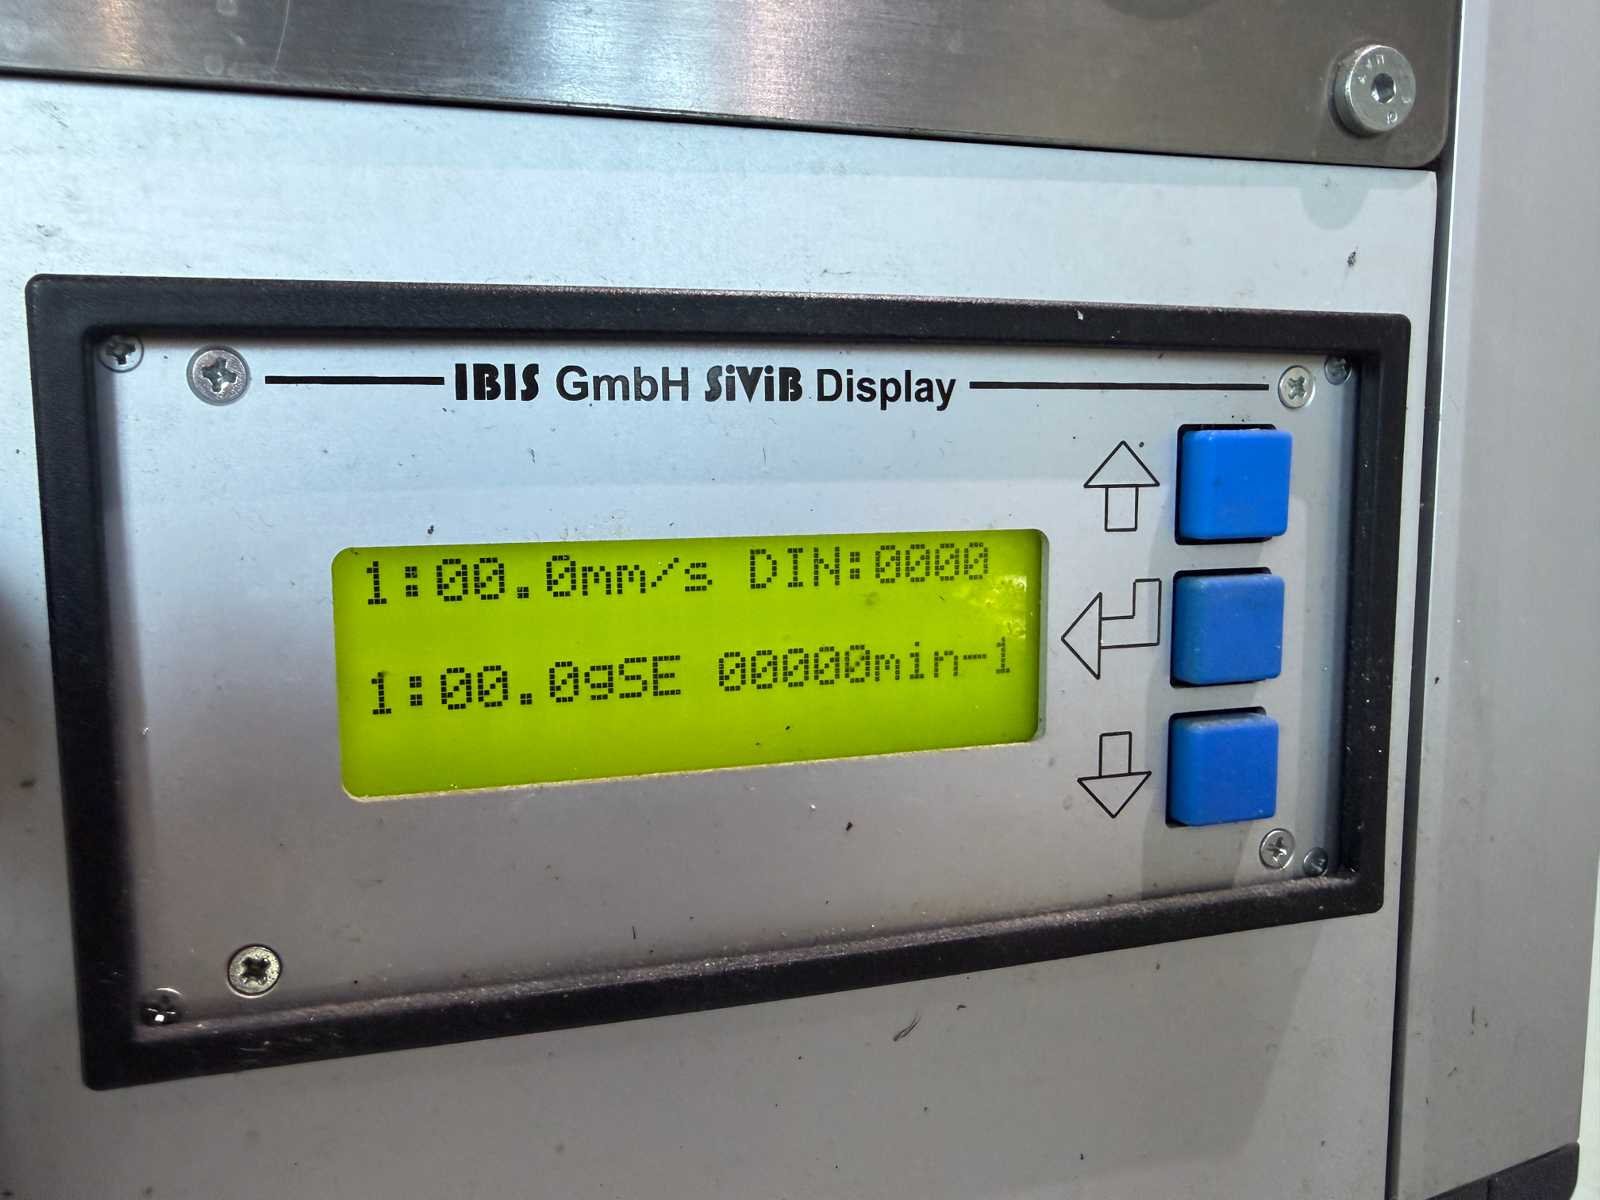 IBIS GmbH SiViB Display
1:00.0mm/s DIN:0000
1:00.0gSE 00000min-1